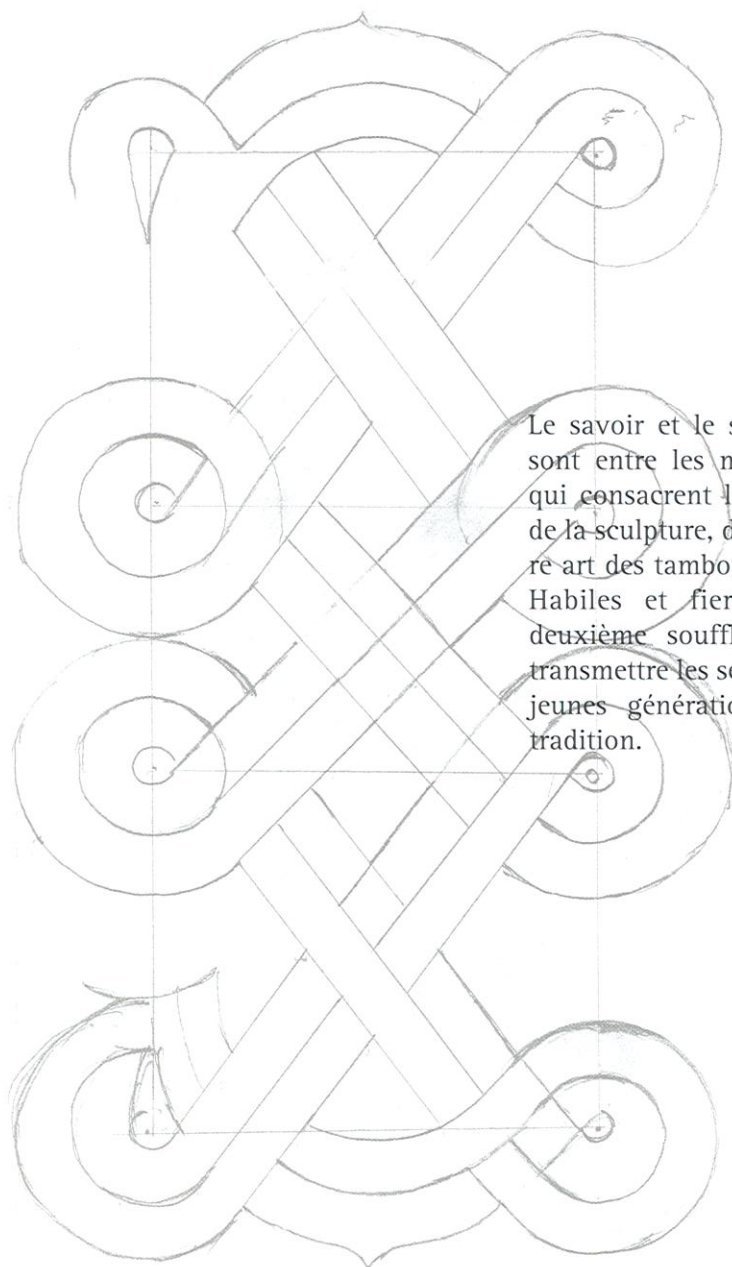 Le savoir et le s
sont entre les m
qui consacrent l
de la sculpture, d
re art des tambo
Habiles et fier
deuxième souffl
transmettre les se
jeunes génératio
tradition.